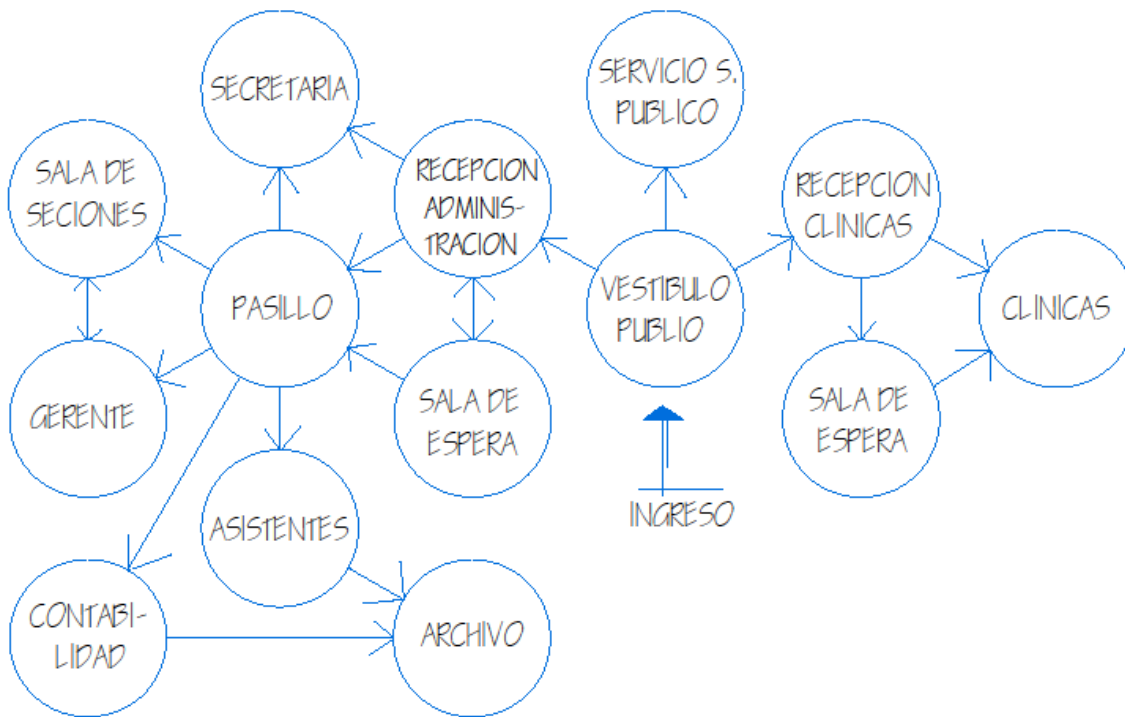 SECRETARIA
SERVICIO S.
PUBLICO
SALA DE
SECIONES
RECEPCION
ADMINIS-
TRACION
RECEPCION
CLINICAS
PASILLO
VESTIBULO
PUBLIO
CLINICAS
GERENTE
SALA DE
ESPERA
SALA DE
ESPERA
ASISTENTES
INGRESO
CONTABI-
LIDAD
ARCHIVO